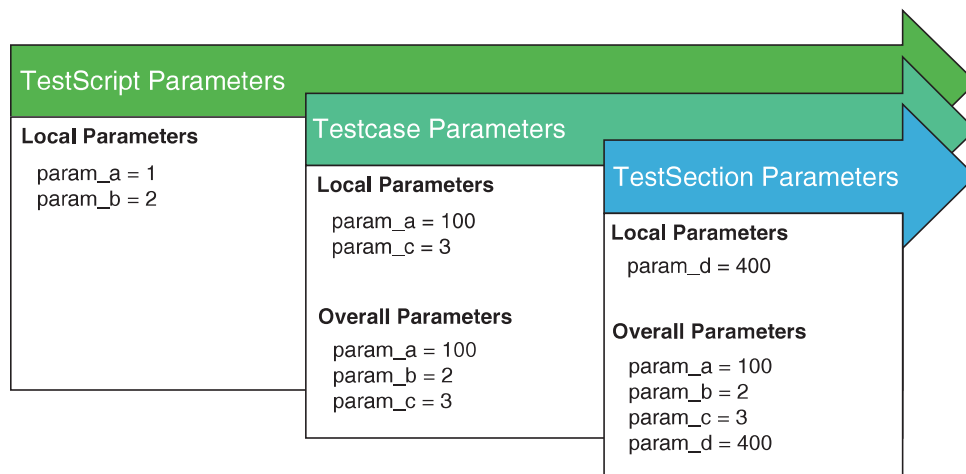 TestScript Parameters
Local Parameters
param_a = 1
param_b = 2
Testcase Parameters
Local Parameters
param_a = 100
param_c = 3
Overall Parameters
param_a = 100
param_b = 2
param_c = 3
TestSection Parameters
Local Parameters
param_d = 400
Overall Parameters
param_a = 100
param_b = 2
param_c = 3
param_d = 400